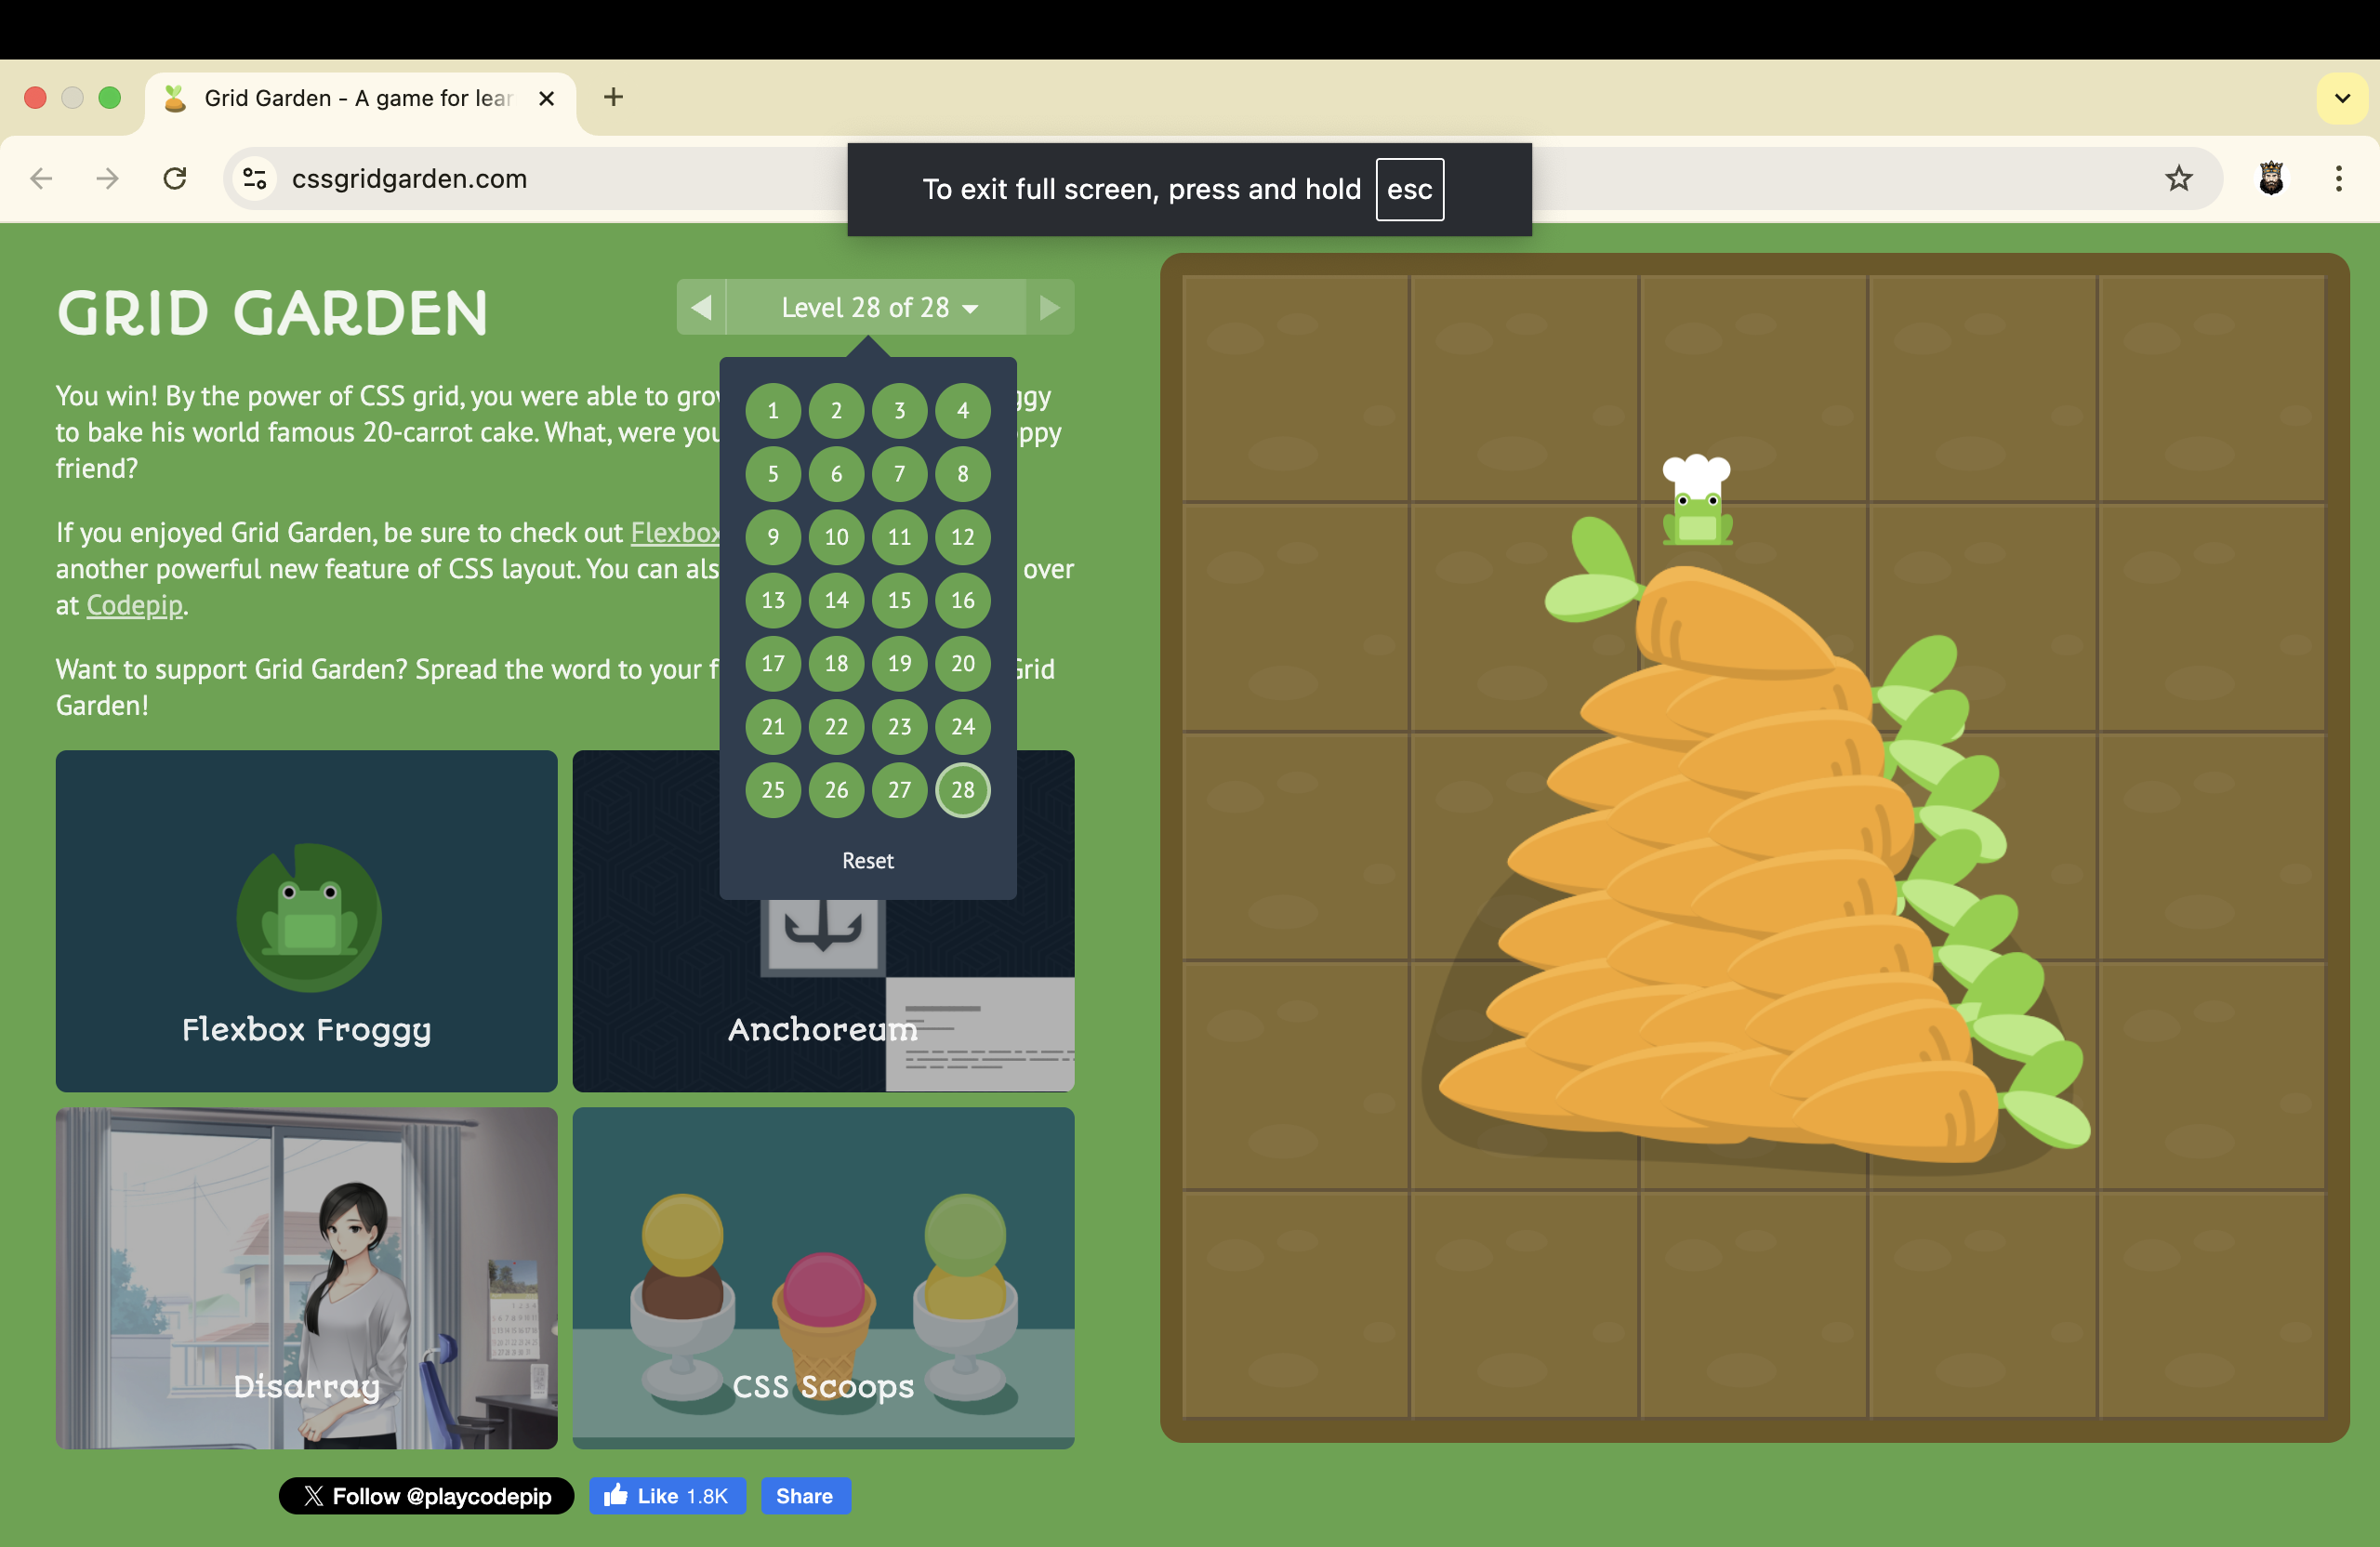 Grid Garden - A game for lear
cssgridgarden.com
To exit full screen, press and hold esc
GRID GARDEN
Level 28 of 28
You win! By the power of CSS grid, you were able to grov
ggy
to bake his world famous 20-carrot cake. What, were you
ppy
friend?
If you enjoyed Grid Garden, be sure to check out Flexbox
another powerful new feature of CSS layout. You can als
over
at Codepip.
Want to support Grid Garden? Spread the word to your f
Grid
Garden!
1 2 3 4
5 6 7 8
9 10 11 12
13 14 15 16
17 18 19 20
21 22 23 24
25 26 27 28
Reset
Flexbox Froggy
Anchoreum
Disarray
CSS Scoops
Follow @playcodepip
Like 1.8K
Share